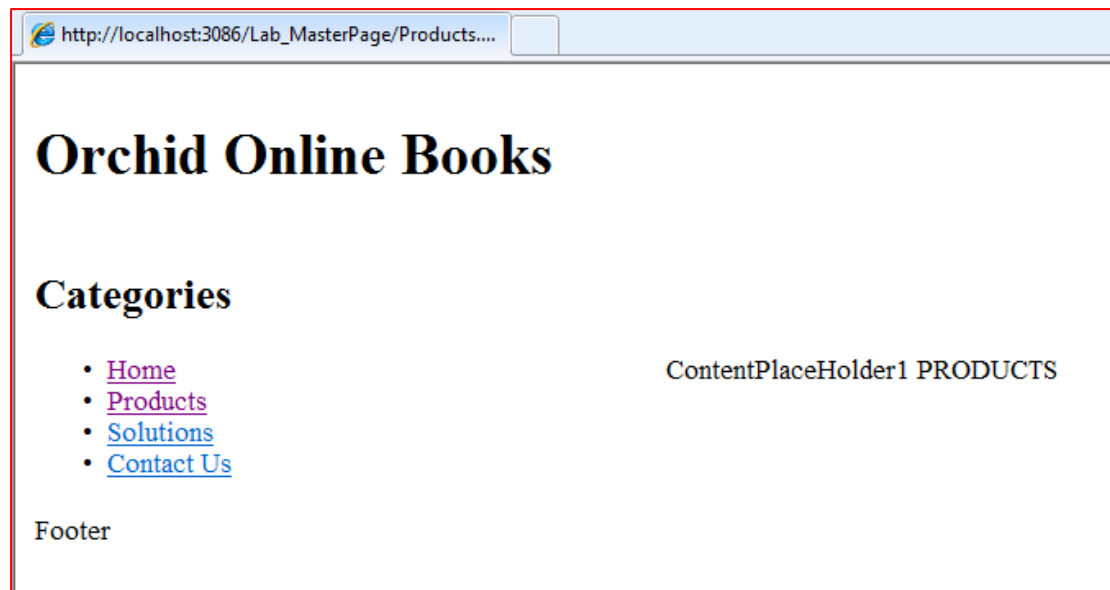 http://localhost:3086/Lab_MasterPage/Products....
Orchid Online Books
Categories
• Home
• Products
• Solutions
• Contact Us
ContentPlaceHolder1 PRODUCTS
Footer